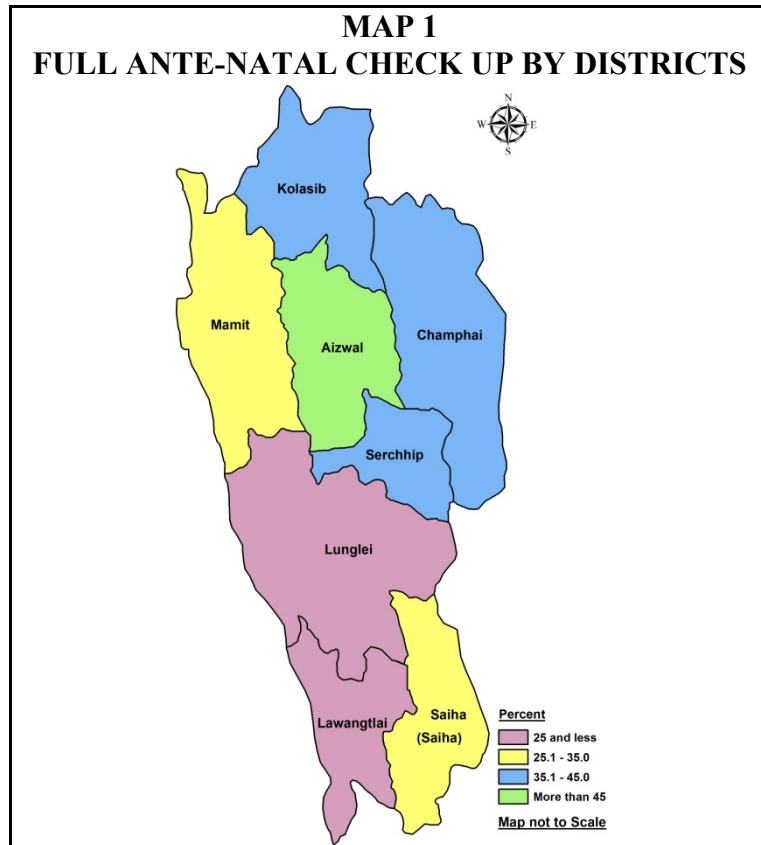 MAP 1
FULL ANTE-NATAL CHECK UP BY DISTRICTS
N
W E
S
Kolasib
Mamit
Aizwal
Champhai
Serchhip
Lunglei
Lawangtlai
Saiha
(Saiha)
Percent
25 and less
25.1 - 35.0
35.1 - 45.0
More than 45
Map not to Scale